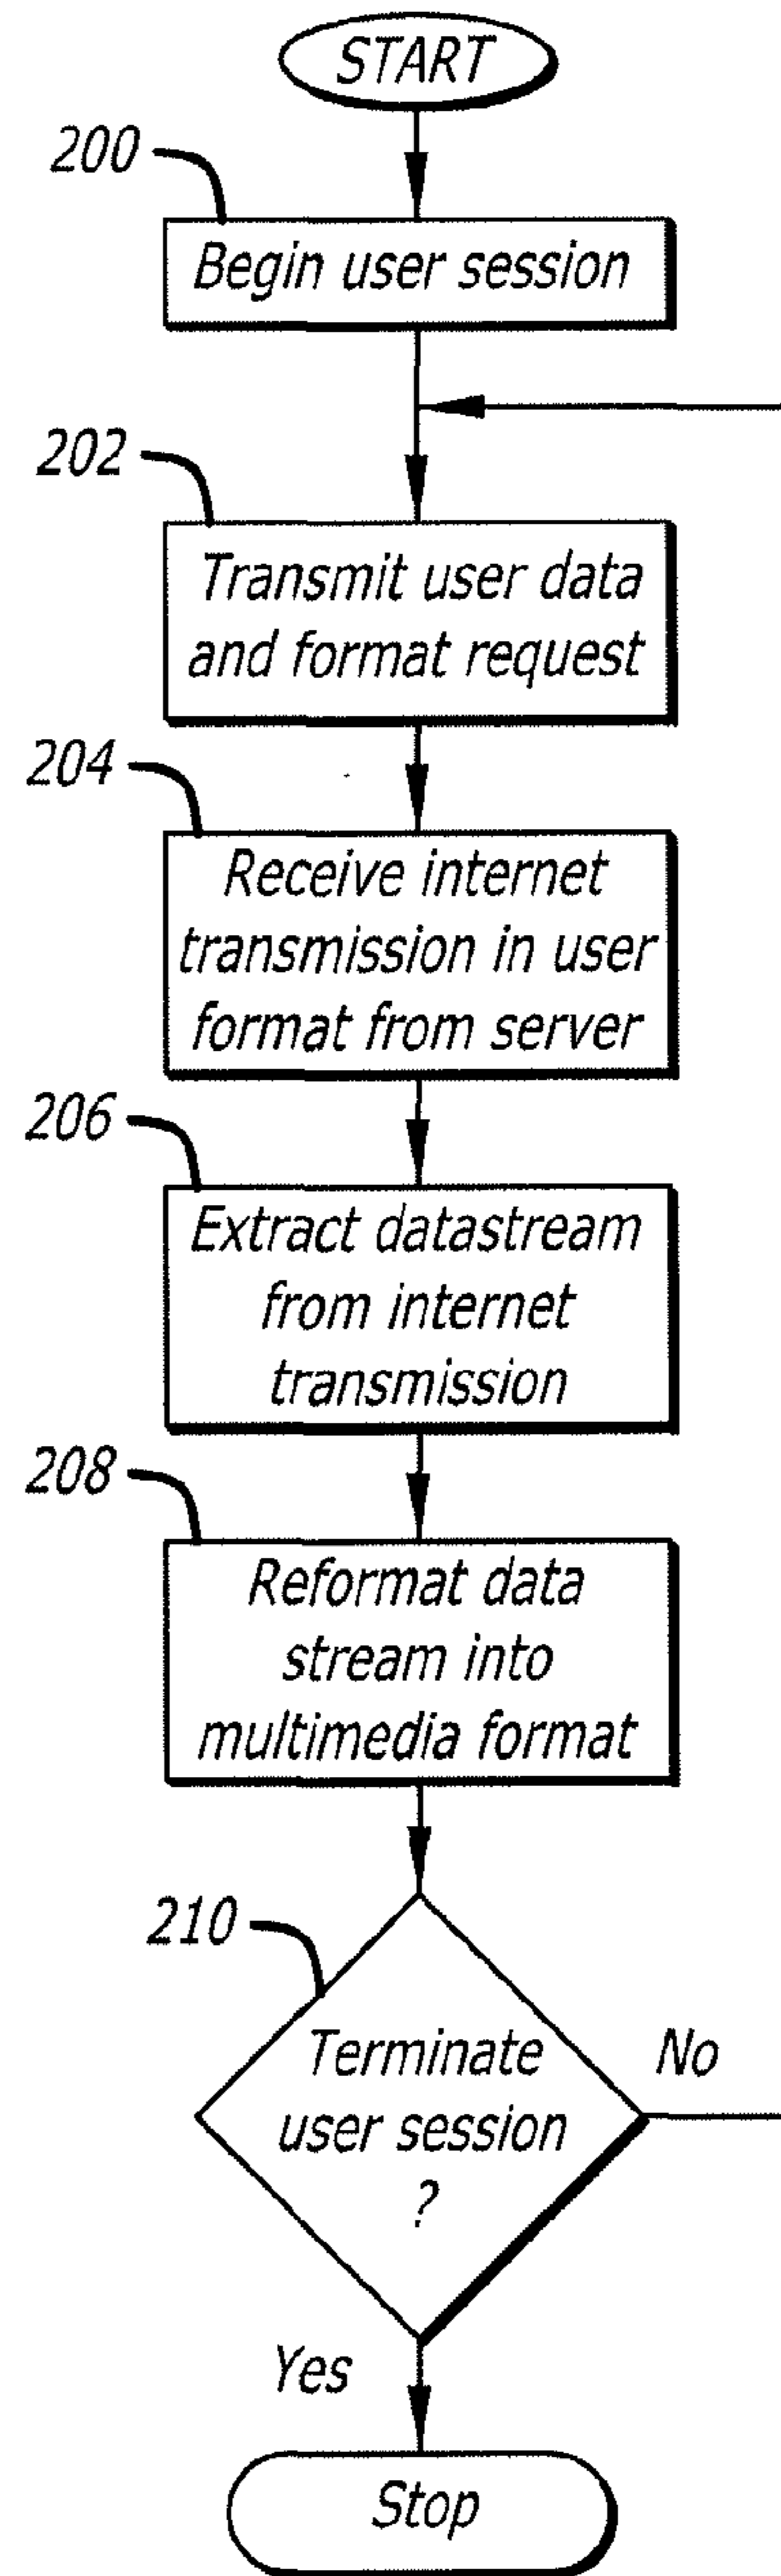 START
200
Begin user session
202
Transmit user data
and format request
204
Receive internet
transmission in user
format from server
206
Extract datastream
from internet
transmission
208
Reformat data
stream into
multimedia format
210
Terminate
user session
?
No
Yes
Stop